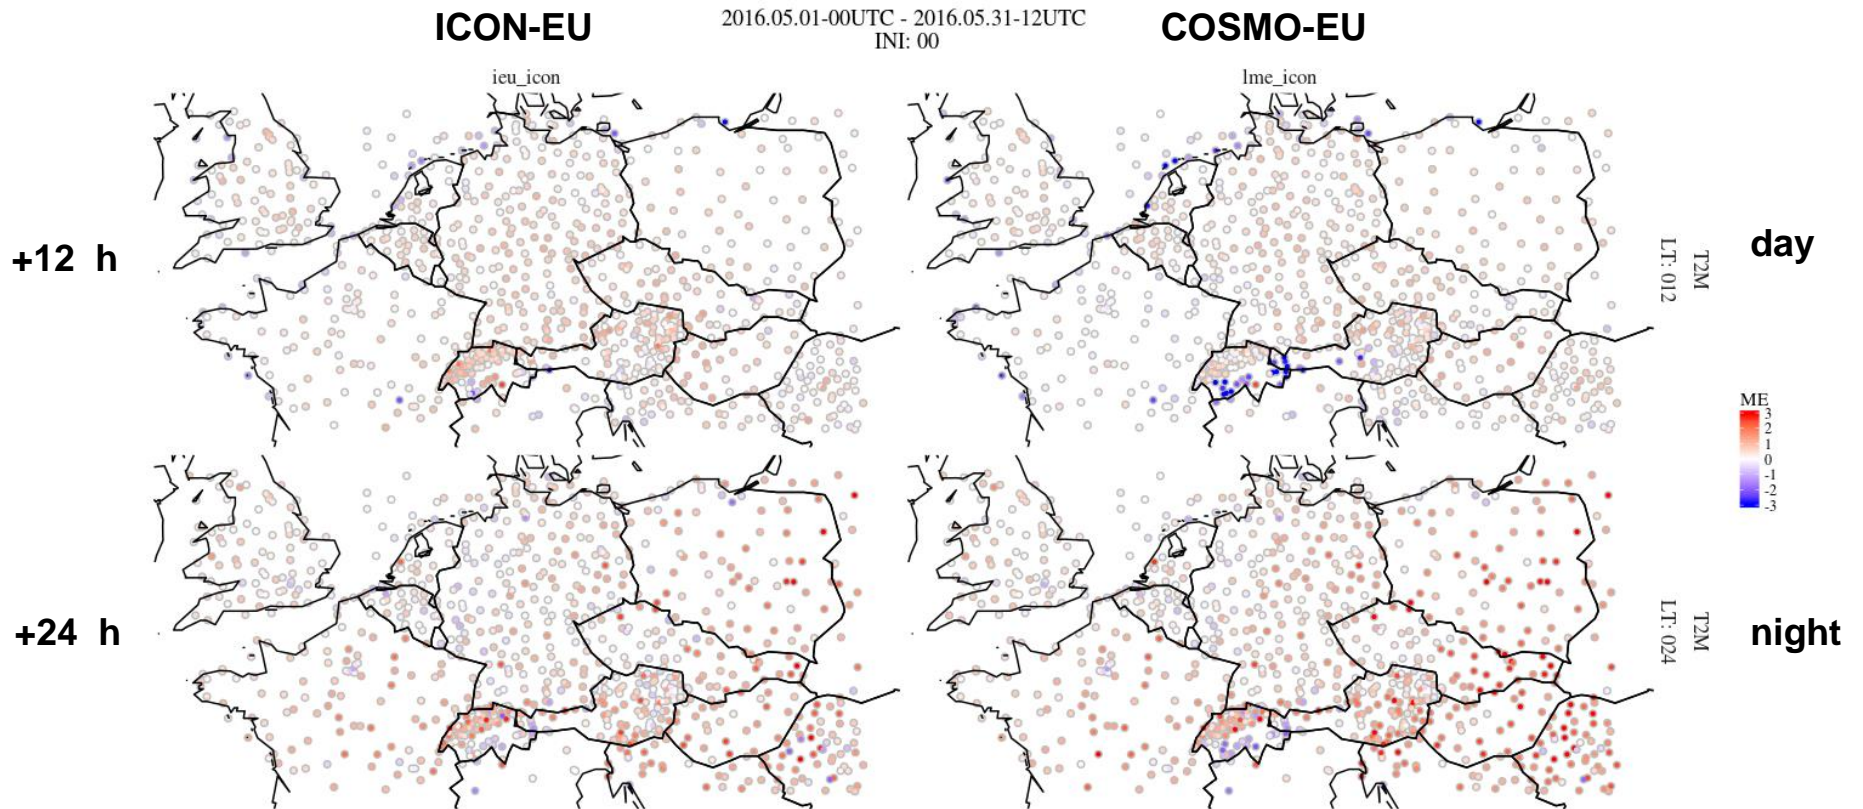 ICON-EU
2016.05.01-00UTC - 2016.05.31-12UTC
INI: 00
COSMO-EU
ieu_icon
lme_icon
+12 h
T2M
LT: 012
day
ME
3
2
1
0
-1
-2
-3
+24 h
T2M
LT: 024
night